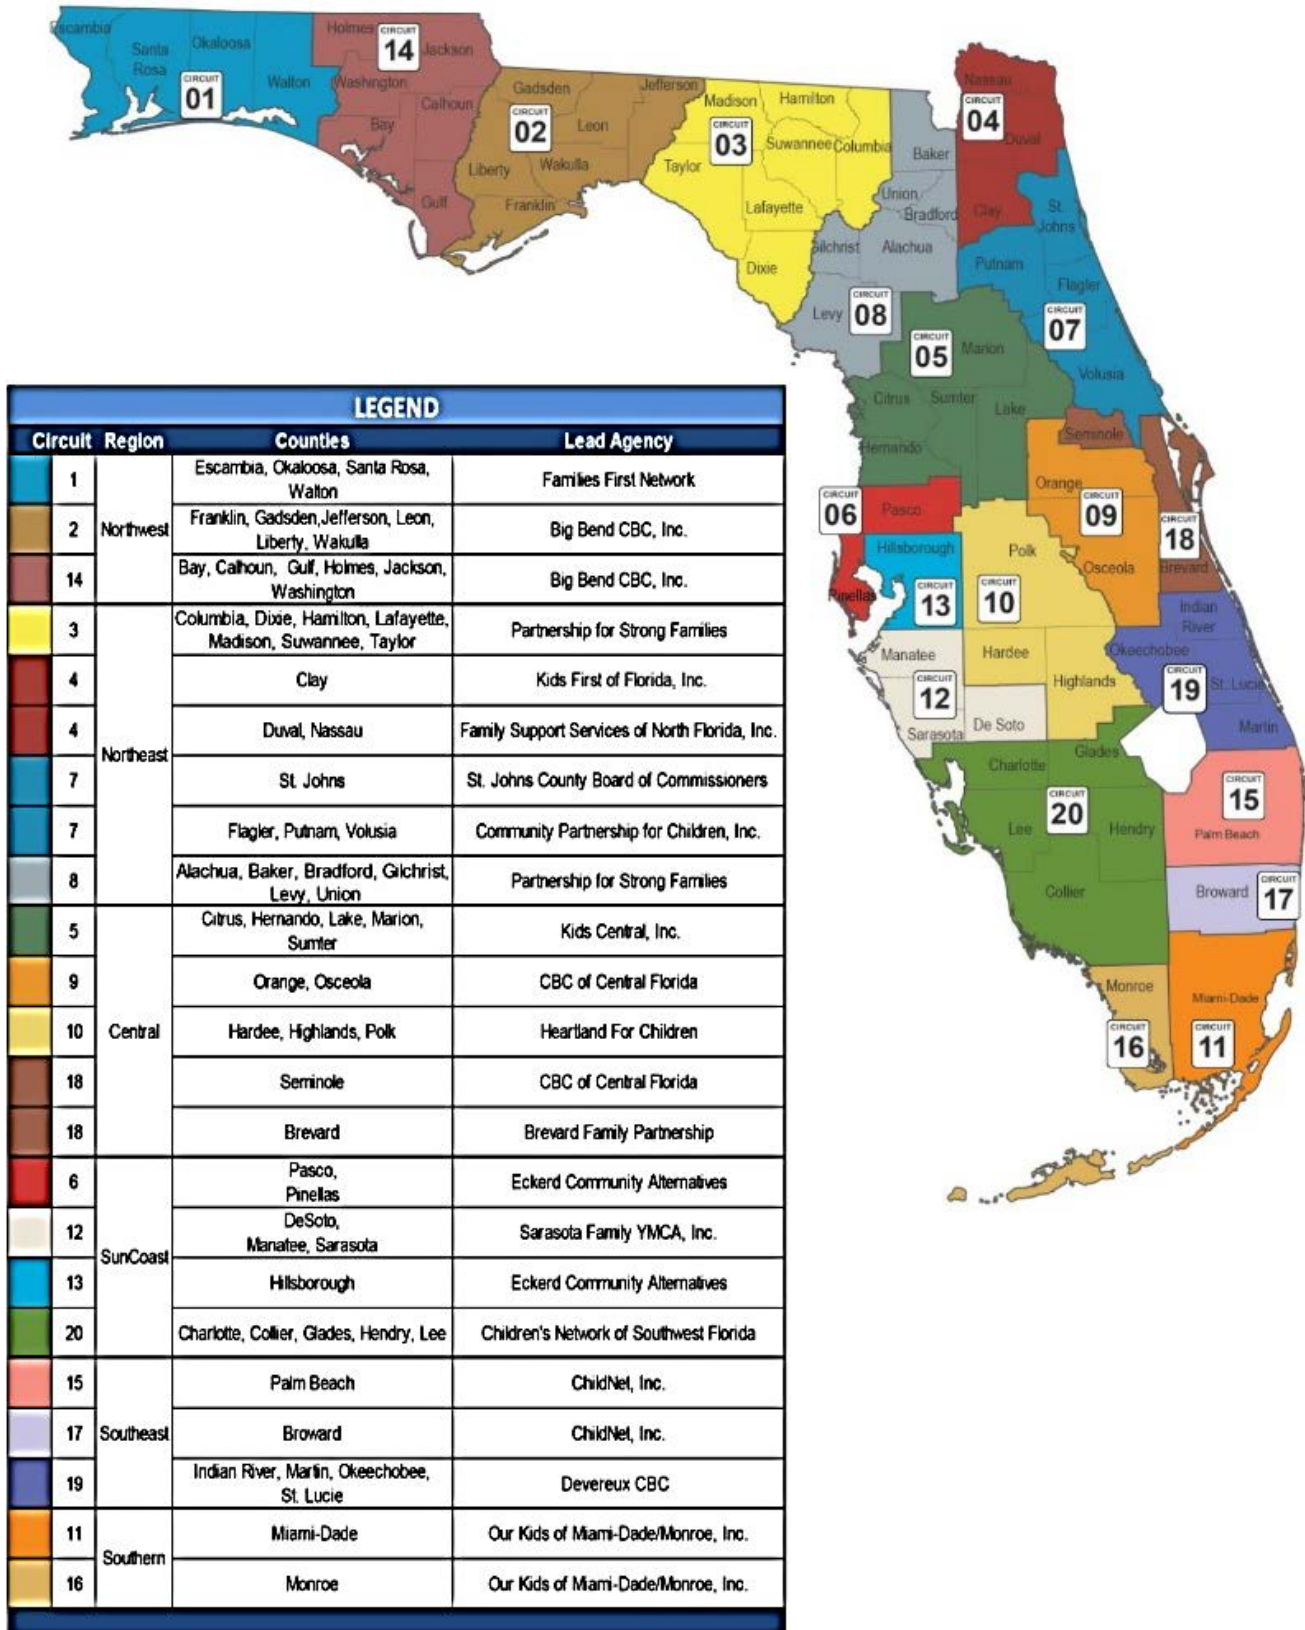 Escambia
Santa
Rosa
Okaloosa
Walton
CIRCUIT
01
Holmes
CIRCUIT
14
Jackson
Washington
Calhoun
Bay
Gulf
Gadsden
Jefferson
CIRCUIT
02
Leon
Liberty
Wakulla
Franklin
Madison
Hamilton
CIRCUIT
03
Suwannee
Columbia
Taylor
Lafayette
Dixie
Nassau
CIRCUIT
04
Duval
Clay
Baker
Union
Bradford
Gilchrist
Alachua
Levy
CIRCUIT
08
St.
Johns
Putnam
Flagler
CIRCUIT
07
Volusia
CIRCUIT
05
Marion
Citrus
Sumter
Lake
Hernando
Seminole
Orange
CIRCUIT
09
Osceola
CIRCUIT
18
Brevard
CIRCUIT
06
Pasco
Pinellas
Hillsborough
CIRCUIT
13
Polk
CIRCUIT
10
Hardee
Highlands
Manatee
CIRCUIT
12
Sarasota
De Soto
Indian
River
Okeechobee
CIRCUIT
19
St. Lucie
Martin
Charlotte
Glades
CIRCUIT
20
Lee
Hendry
Collier
CIRCUIT
15
Palm Beach
Broward
CIRCUIT
17
Monroe
CIRCUIT
16
Miami-Dade
CIRCUIT
11
LEGEND
Circuit Region Counties Lead Agency
1 Escambia, Okaloosa, Santa Rosa,
Walton Families First Network
Northwest
2 Franklin, Gadsden,Jefferson, Leon,
Liberty, Wakulla Big Bend CBC, Inc.
14 Bay, Calhoun, Gulf, Holmes, Jackson,
Washington Big Bend CBC, Inc.
3 Columbia, Dixie, Hamilton, Lafayette,
Madison, Suwannee, Taylor Partnership for Strong Families
4 Clay Kids First of Florida, Inc.
4 Duval, Nassau Family Support Services of North Florida, Inc.
Northeast
7 St. Johns St. Johns County Board of Commissioners
7 Flagler, Putnam, Volusia Community Partnership for Children, Inc.
8 Alachua, Baker, Bradford, Gilchrist,
Levy, Union Partnership for Strong Families
5 Citrus, Hernando, Lake, Marion,
Sumter Kids Central, Inc.
9 Orange, Osceola CBC of Central Florida
10 Central Hardee, Highlands, Polk Heartland For Children
18 Seminole CBC of Central Florida
18 Brevard Brevard Family Partnership
6 Pasco,
Pinellas Eckerd Community Alternatives
12 DeSoto,
Manatee, Sarasota Sarasota Family YMCA, Inc.
SunCoast
13 Hillsborough Eckerd Community Alternatives
20 Charlotte, Collier, Glades, Hendry, Lee Children's Network of Southwest Florida
15 Palm Beach ChildNet, Inc.
17 Southeast Broward ChildNet, Inc.
19 Indian River, Martin, Okeechobee,
St. Lucie Devereux CBC
11 Miami-Dade Our Kids of Miami-Dade/Monroe, Inc.
Southern
16 Monroe Our Kids of Miami-Dade/Monroe, Inc.